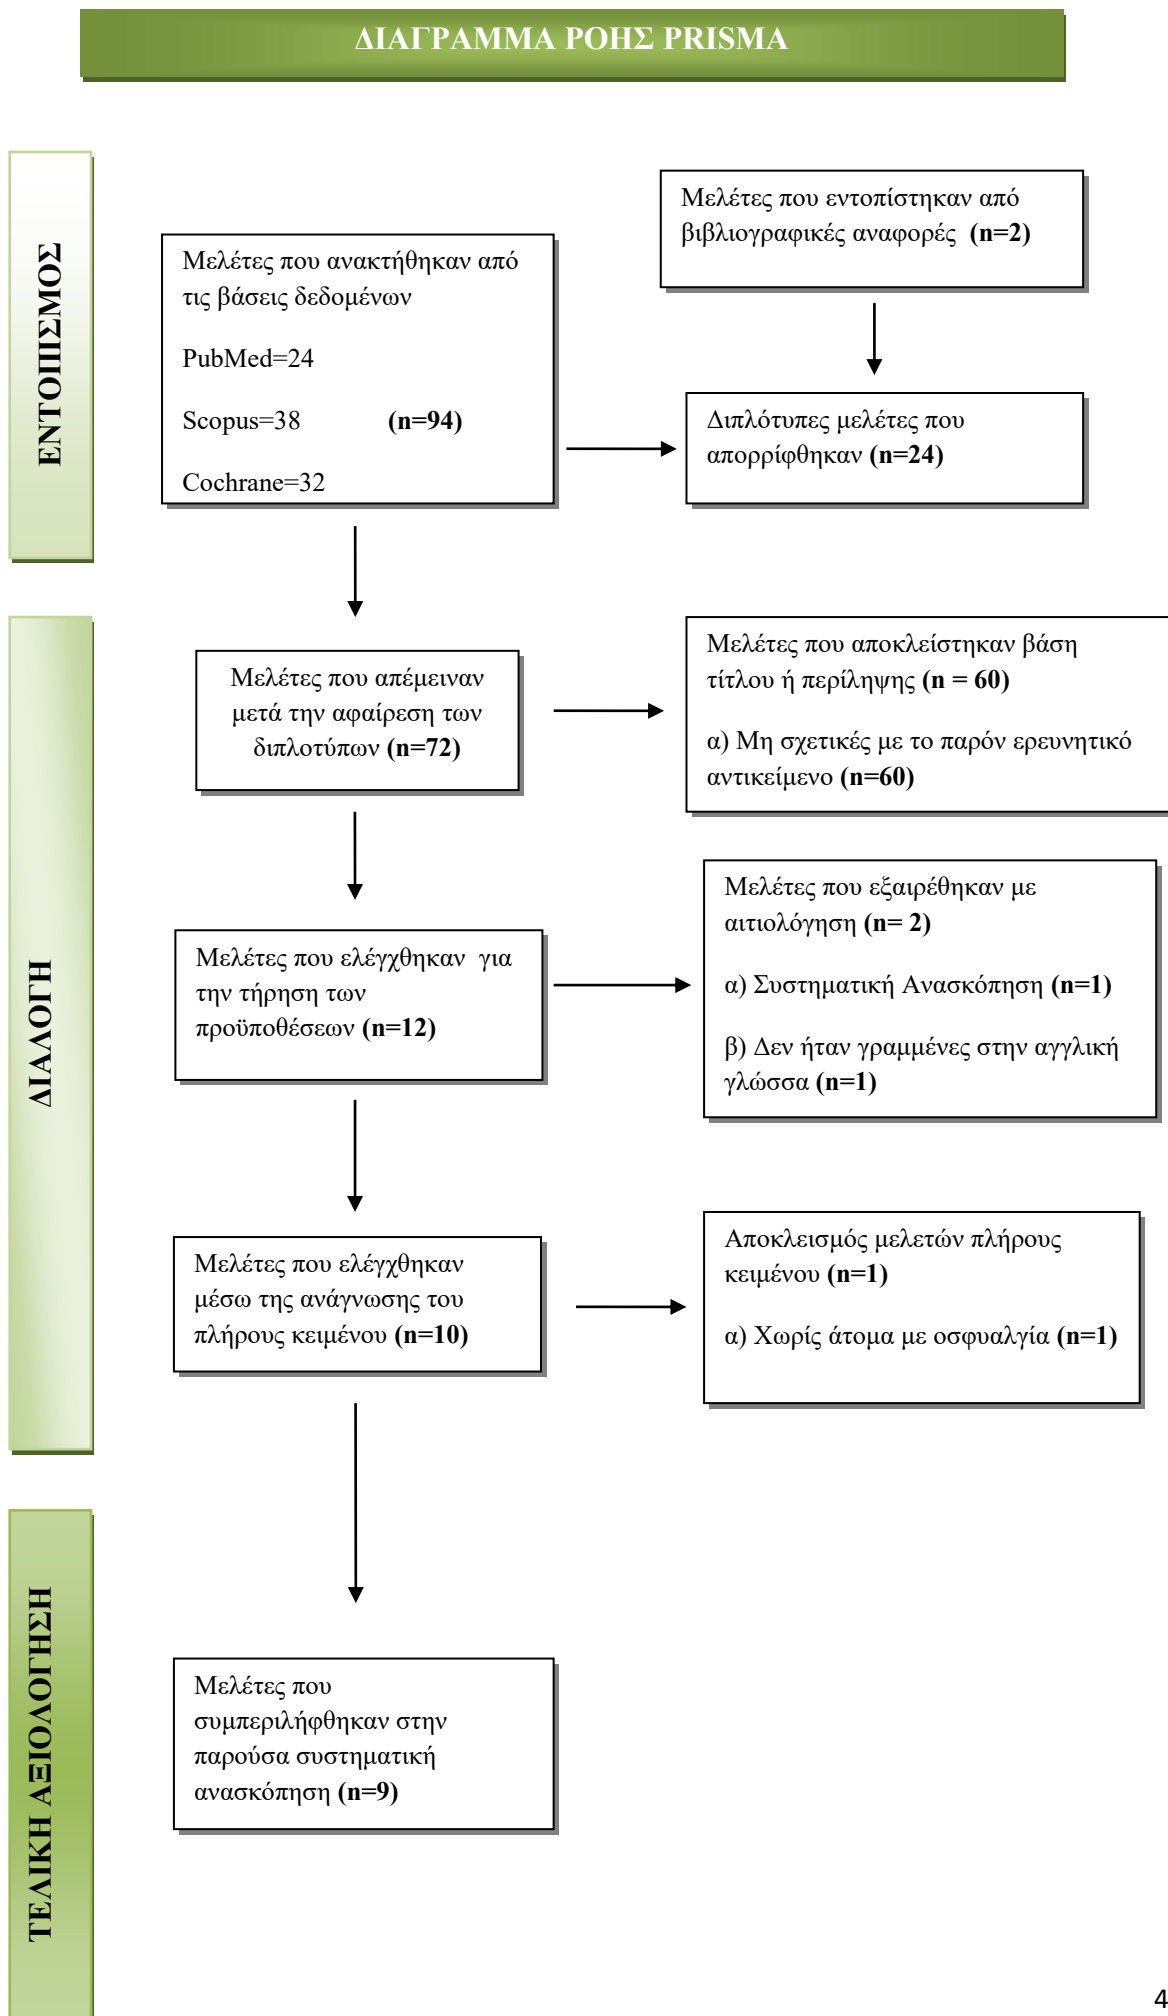 ΔΙΑΓΡΑΜΜΑ ΡΟΗΣ PRISMA
ΕΝΤΟΠΙΣΜΟΣ
Μελέτες που εντοπίστηκαν από
βιβλιογραφικές αναφορές (n=2)
Μελέτες που ανακτήθηκαν από
τις βάσεις δεδομένων
PubMed=24
Scopus=38 (n=94)
Cochrane=32
Διπλότυπες μελέτες που
απορρίφθηκαν (n=24)
ΔΙΑΛΟΓΗ
Μελέτες που απέμειναν
μετά την αφαίρεση των
διπλοτύπων (n=72)
Μελέτες που αποκλείστηκαν βάση
τίτλου ή περίληψης (n = 60)
α) Μη σχετικές με το παρόν ερευνητικό
αντικείμενο (n=60)
Μελέτες που ελέγχθηκαν για
την τήρηση των
προϋποθέσεων (n=12)
Μελέτες που εξαιρέθηκαν με
αιτιολόγηση (n= 2)
α) Συστηματική Ανασκόπηση (n=1)
β) Δεν ήταν γραμμένες στην αγγλική
γλώσσα (n=1)
Μελέτες που ελέγχθηκαν
μέσω της ανάγνωσης του
πλήρους κειμένου (n=10)
Αποκλεισμός μελετών πλήρους
κειμένου (n=1)
α) Χωρίς άτομα με οσφυαλγία (n=1)
ΤΕΛΙΚΗ ΑΞΙΟΛΟΓΗΣΗ
Μελέτες που
συμπεριλήφθηκαν στην
παρούσα συστηματική
ανασκόπηση (n=9)
4